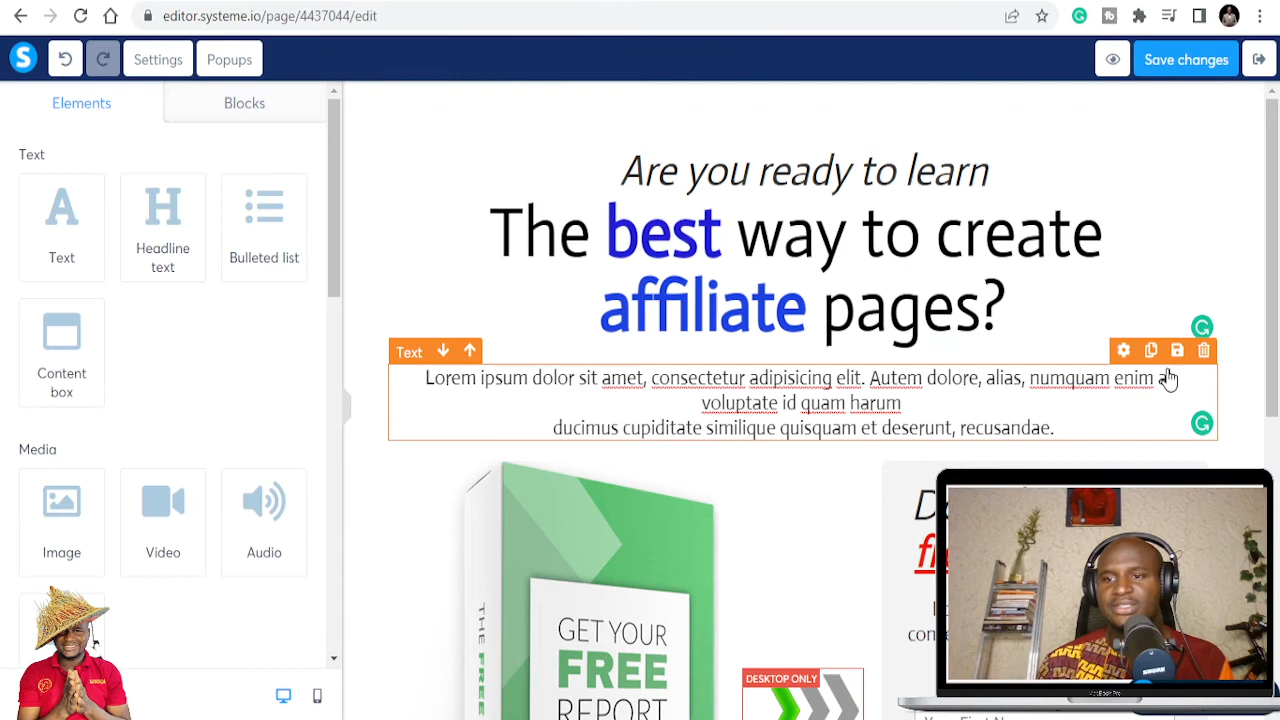 editor.systeme.io/page/4437044/edit
S
Settings
Popups
Save changes
Elements
Blocks
Text
Text
Headline
text
Bulleted list
Content
box
Media
Image
Video
Audio
Are you ready to learn
The best way to create
affiliate pages?
Text
Lorem ipsum dolor sit amet, consectetur adipisicing elit. Autem dolore, alias, numquam enim
voluptate id quam harum
ducimus cupiditate similique quisquam et deserunt, recusandae.
GET YOUR
FREE
REPORT
DESKTOP ONLY
SHURE
MacBook Pro